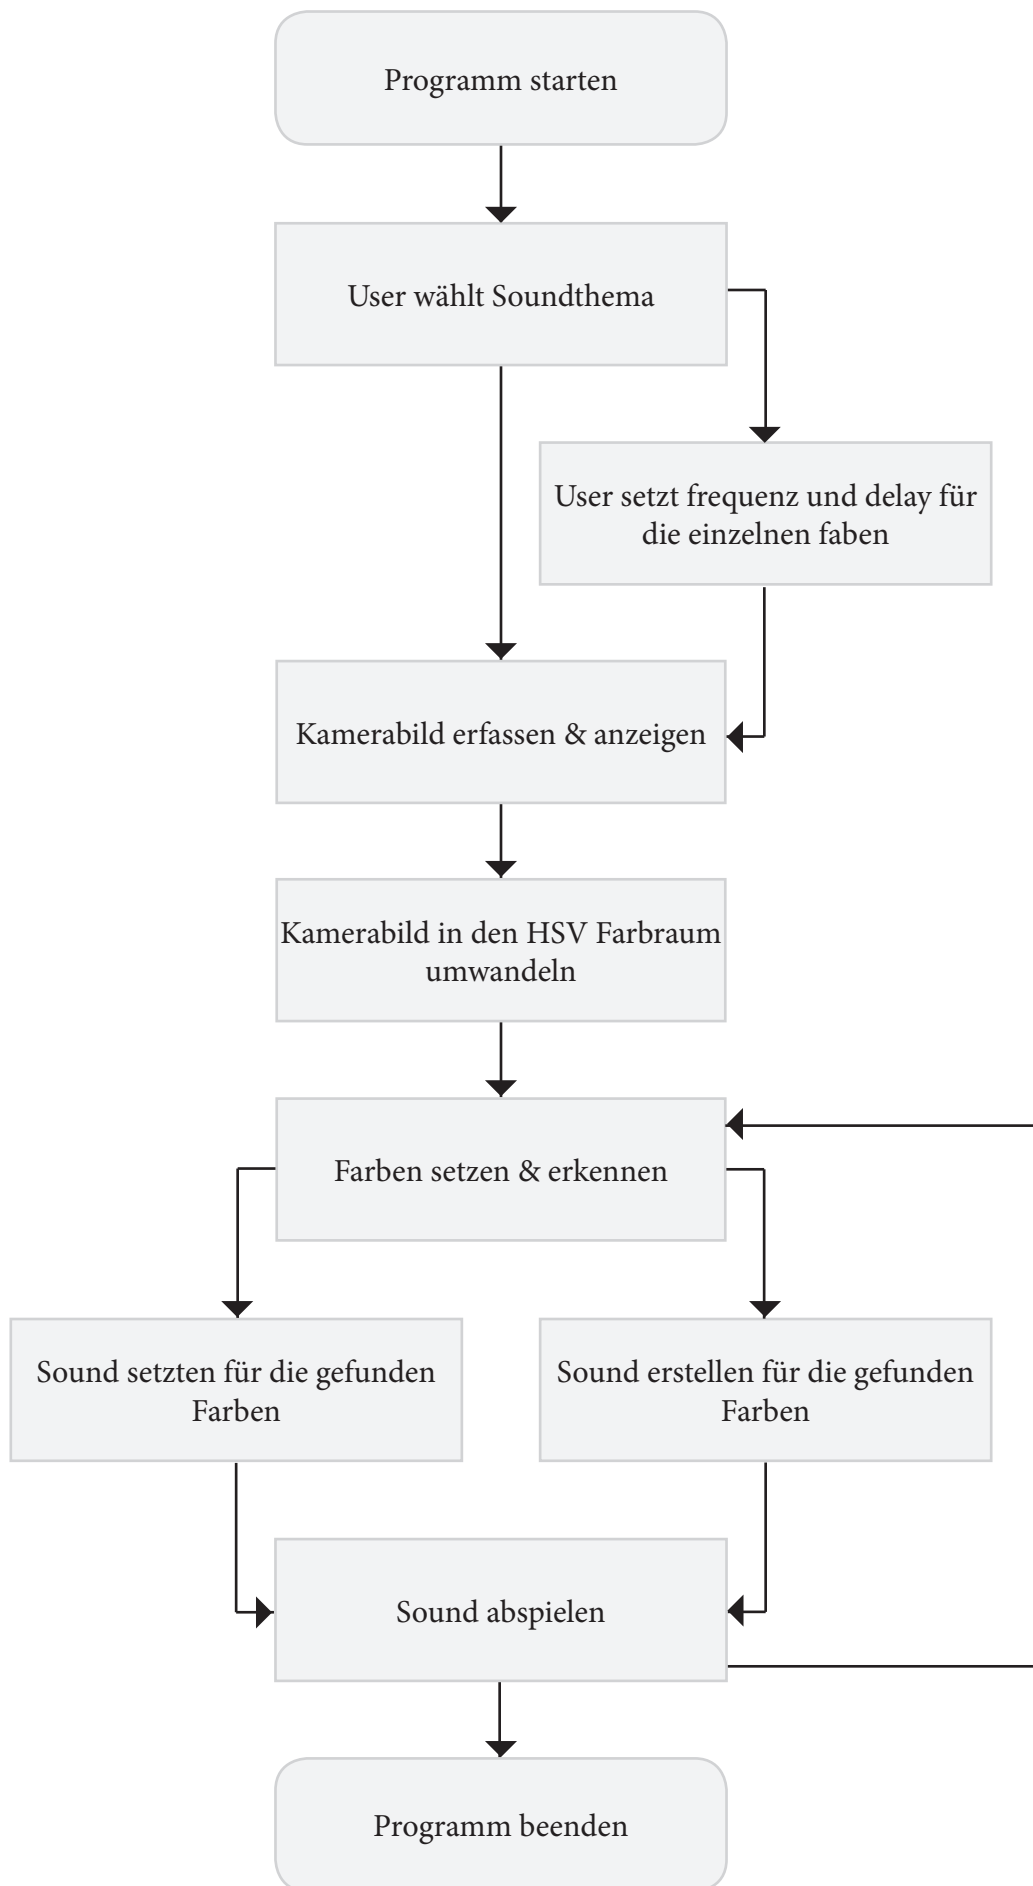 Programm starten
User wählt Soundthema
User setzt frequenz und delay für
die einzelnen faben
Kamerabild erfassen & anzeigen
Kamerabild in den HSV Farbraum
umwandeln
Farben setzen & erkennen
Sound setzten für die gefunden
Farben
Sound erstellen für die gefunden
Farben
Sound abspielen
Programm beenden